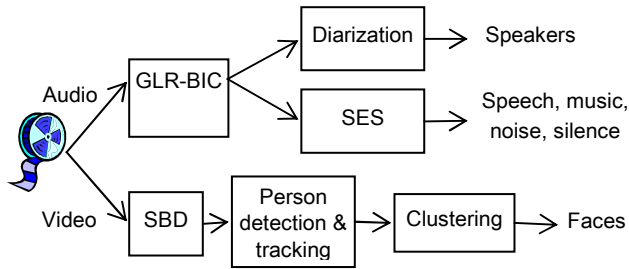 Audio
GLR-BIC
Diarization
Speakers
SES
Speech, music,
noise, silence
Video
SBD
Person
detection &
tracking
Clustering
Faces